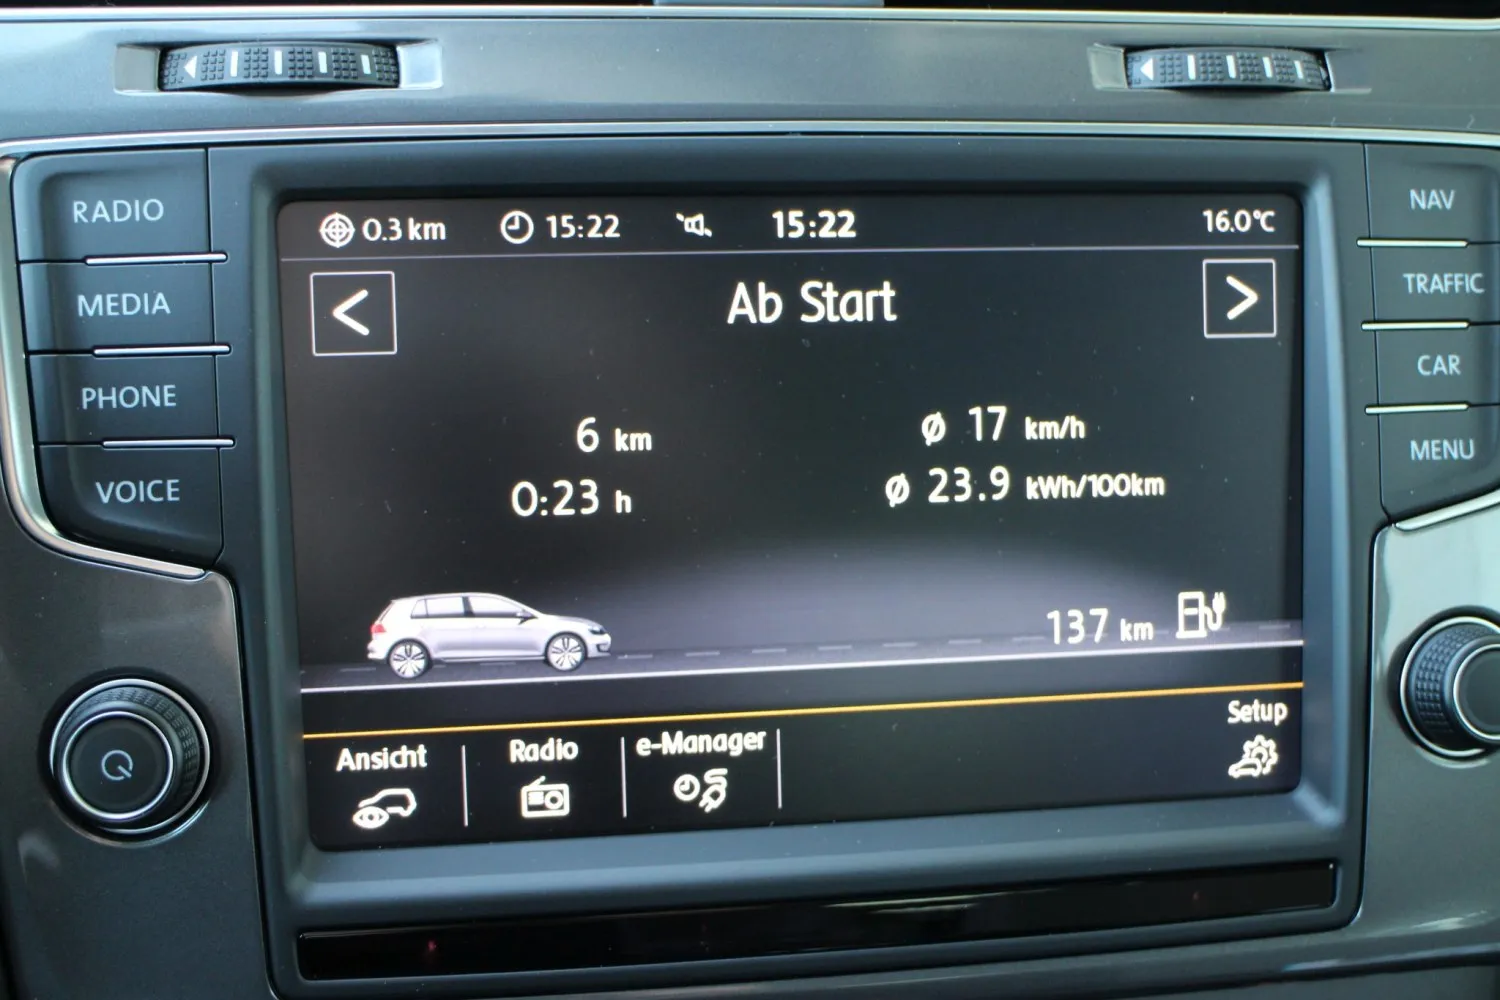 RADIO
MEDIA
PHONE
VOICE
0.3 km 15:22 15:22 16.0°C
< Ab Start >
6 km ø 17 km/h
0:23 h ø 23.9 kWh/100km
137 km
Ansicht Radio e-Manager Setup
NAV
TRAFFIC
CAR
MENU